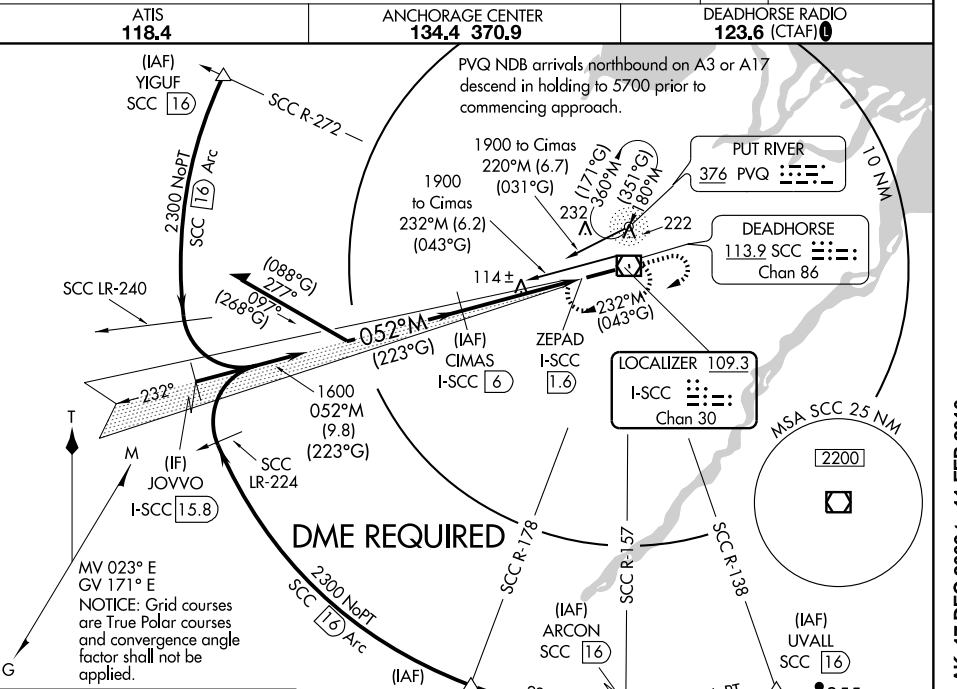 ATIS
118.4
ANCHORAGE CENTER
134.4 370.9
DEADHORSE RADIO
123.6 (CTAF) L
(IAF)
YIGUF
SCC 16
SCC R-272
PVQ NDB arrivals northbound on A3 or A17
descend in holding to 5700 prior to
commencing approach.
10 NM
1900 to Cimas
220°M (6.7)
(031°G)
1900
to Cimas
232°M (6.2)
(043°G)
(171°G)
360°M
(351°G)
180°M
232
222
PUT RIVER
376 PVQ
DEADHORSE
113.9 SCC
Chan 86
2300 NoPT
SCC 16 Arc
SCC LR-240
(088°G)
277°
097°
(268°G)
114±
052°M
(223°G)
(IAF)
CIMAS
I-SCC 6
ZEPAD
I-SCC
1.6
232°M
(043°G)
LOCALIZER 109.3
I-SCC
Chan 30
232°
1600
052°M
(9.8)
(223°G)
T
M
G
(IF)
JOVVO
I-SCC 15.8
SCC
LR-224
MSA SCC 25 NM
2200
DME REQUIRED
MV 023° E
GV 171° E
NOTICE: Grid courses
are True Polar courses
and convergence angle
factor shall not be
applied.
2300 NoPT
SCC 16 Arc
(IAF)
SCC R-178
SCC R-157
SCC R-138
(IAF)
ARCON
SCC 16
(IAF)
UVALL
SCC 16